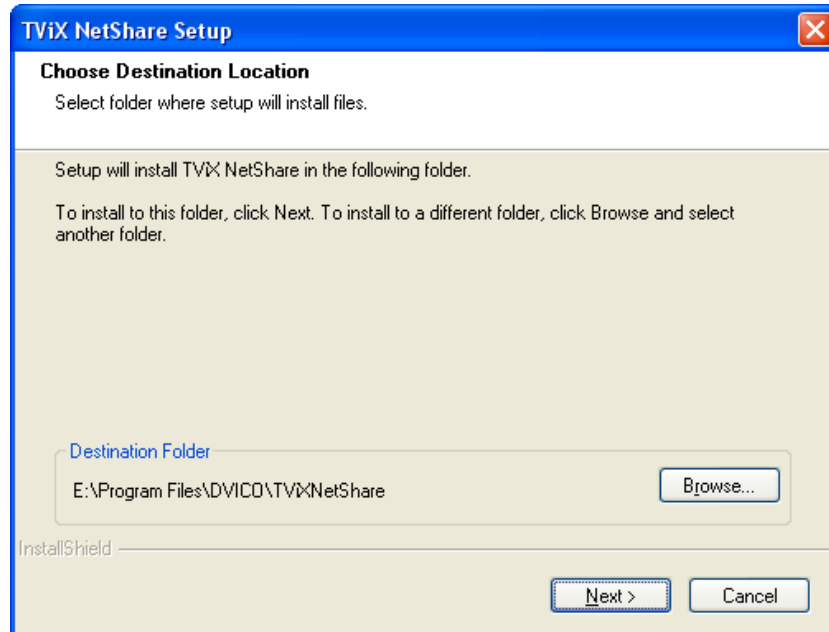 TViX NetShare Setup
Choose Destination Location
Select folder where setup will install files.
Setup will install TViX NetShare in the following folder.
To install to this folder, click Next. To install to a different folder, click Browse and select
another folder.
Destination Folder
E:\Program Files\DVICO\TViXNetShare
Browse...
InstallShield
Next >
Cancel